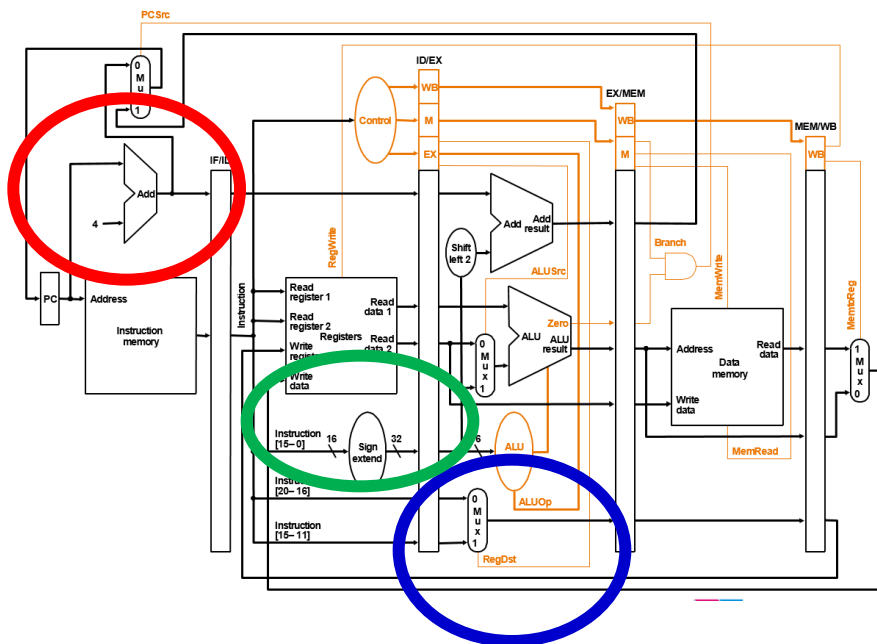 PCSrc
0
M
u
1
ID/EX
WB
M
EX
Control
EX/MEM
WB
M
MEM/WB
WB
IF/ID
Add
4
Add
Add
result
Shift
left 2
RegWrite
ALUSrc
Branch
MemWrite
MemtoReg
PC
Address
Instruction
memory
Instruction
Read
register 1
Read
register 2
Registers
Write
register
Write
data
Read
data 1
Read
data 2
0
M
u
x
1
ALU
Zero
ALU
result
Address
Data
memory
Read
data
Write
data
MemRead
1
M
u
x
0
Instruction
[15–0]
16
Sign
extend
32
6
ALU
ALUOp
Instruction
[20–16]
Instruction
[15–11]
0
M
u
x
1
RegDst